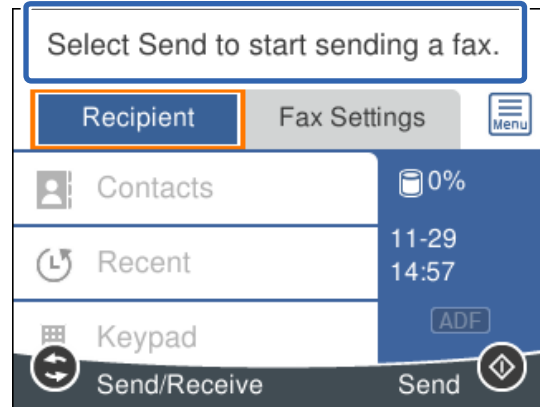 Select Send to start sending a fax.
Recipient Fax Settings Menu
Contacts 0%
11-29
Recent 14:57
Keypad ADF
Send/Receive Send